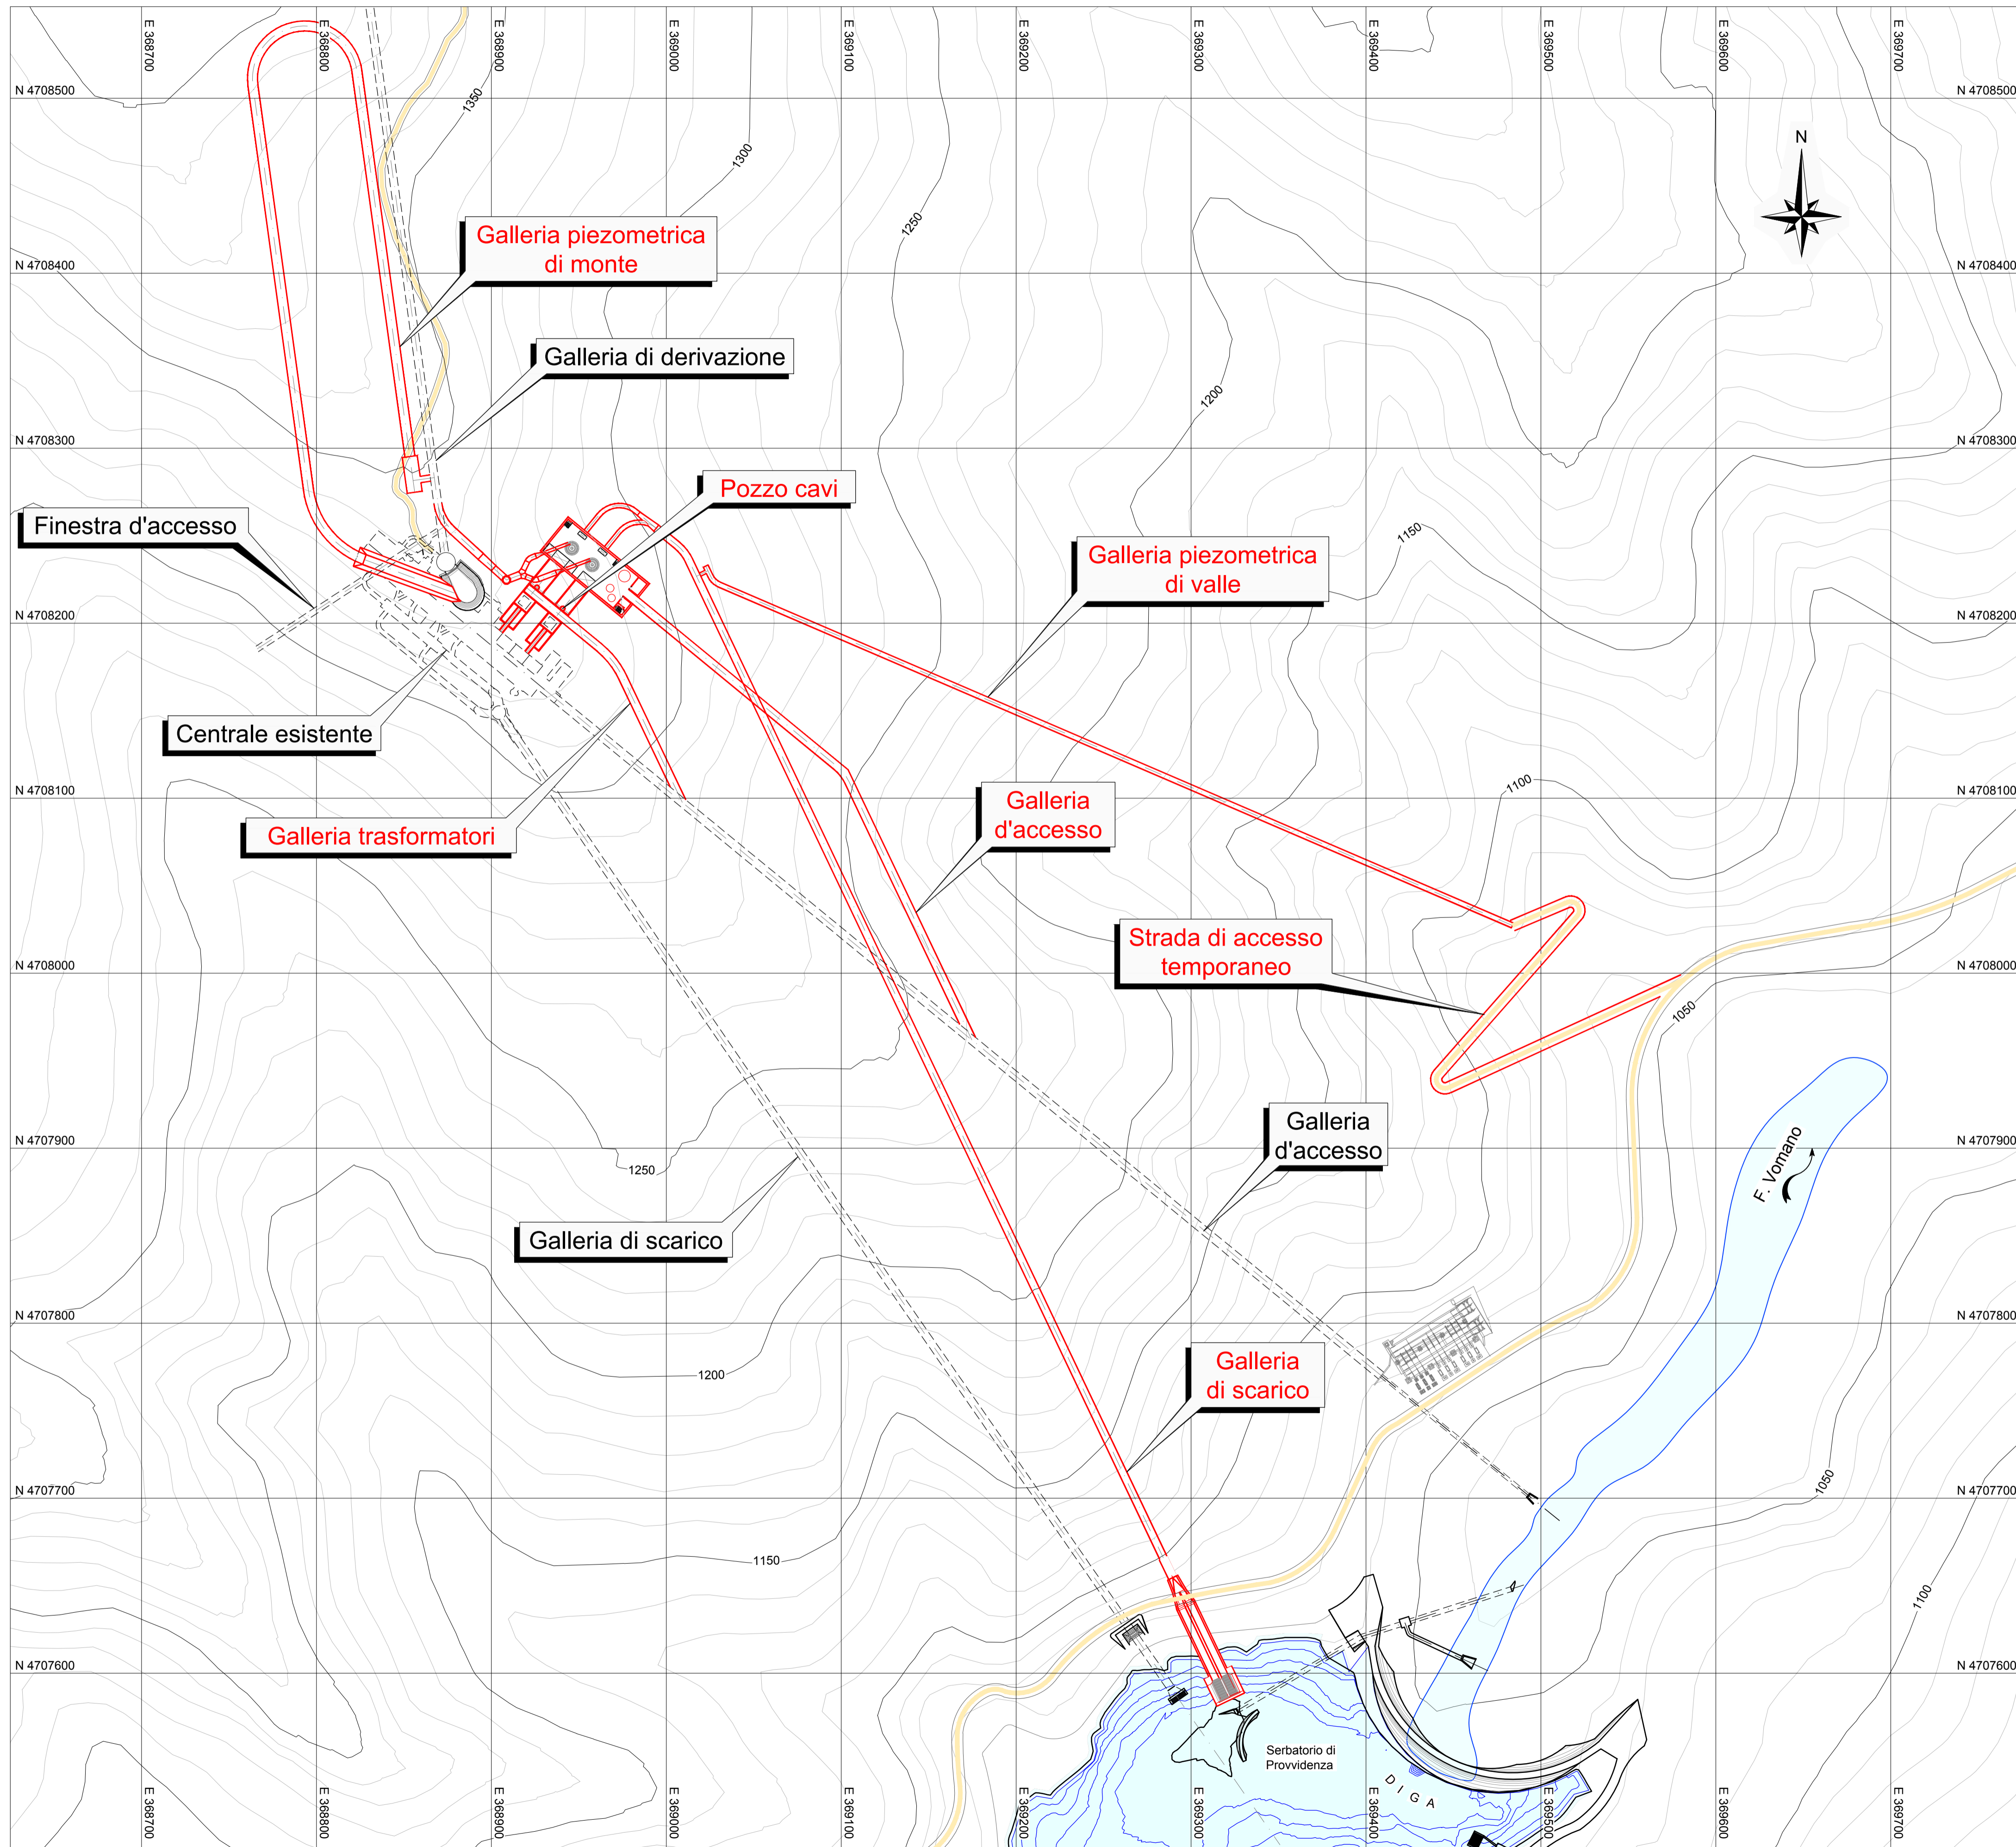 E 368700
E 368800
E 368900
E 369000
E 369100
E 369200
E 369300
E 369400
E 369500
E 369600
E 369700
N 4708500
N 4708500
1350
1300
N
1250
Galleria piezometrica
di monte
N 4708400
N 4708400
Galleria di derivazione
1200
N 4708300
N 4708300
Pozzo cavi
Finestra d'accesso
1150
Galleria piezometrica
di valle
N 4708200
N 4708200
Centrale esistente
1100
N 4708100
N 4708100
Galleria
d'accesso
Galleria trasformatori
Strada di accesso
temporaneo
N 4708000
N 4708000
1050
Galleria
d'accesso
N 4707900
N 4707900
F. Vomano
1250
Galleria di scarico
N 4707800
N 4707800
Galleria
di scarico
1200
N 4707700
N 4707700
1050
1150
1100
N 4707600
N 4707600
Serbatorio di
Provvidenza
DIGA
E 368700
E 368800
E 368900
E 369000
E 369100
E 369200
E 369300
E 369400
E 369500
E 369600
E 369700